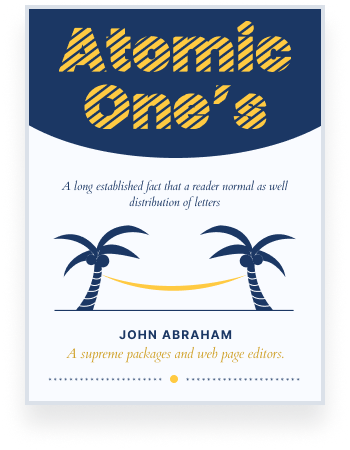 Atomic
One's
A long established fact that a reader normal as well
distribution of letters
JOHN ABRAHAM
A supreme packages and web page editors.